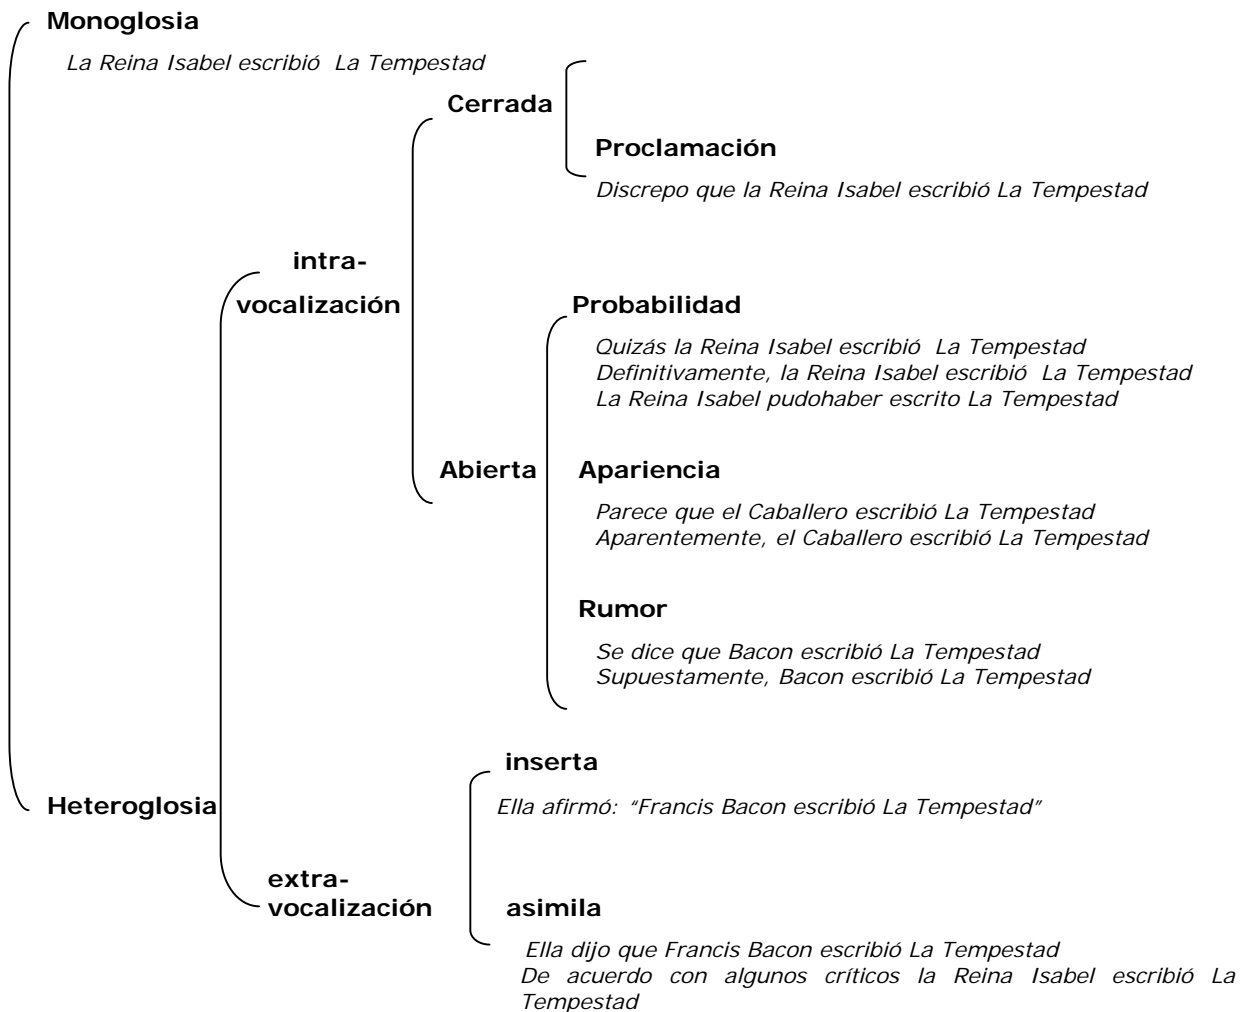 Monoglosia
La Reina Isabel escribió La Tempestad
Cerrada
Proclamación
Discrepo que la Reina Isabel escribió La Tempestad
intra-
vocalización
Probabilidad
Quizás la Reina Isabel escribió La Tempestad
Definitivamente, la Reina Isabel escribió La Tempestad
La Reina Isabel pudohaber escrito La Tempestad
Abierta
Apariencia
Parece que el Caballero escribió La Tempestad
Aparentemente, el Caballero escribió La Tempestad
Rumor
Se dice que Bacon escribió La Tempestad
Supuestamente, Bacon escribió La Tempestad
Heteroglosia
inserta
Ella afirmó: “Francis Bacon escribió La Tempestad”
extra-
vocalización
asimila
Ella dijo que Francis Bacon escribió La Tempestad
De acuerdo con algunos críticos la Reina Isabel escribió La
Tempestad